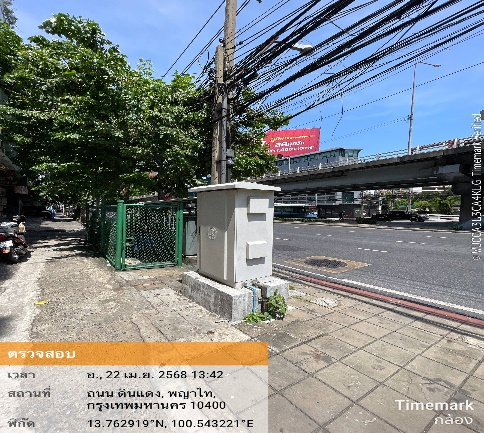 ตรวจสอบ
เวลา อ., 22 เม.ย. 2568 13:42
สถานที่ ถนน ดินแดง, พญาไท,
กรุงเทพมหานคร 10400
พิกัด 13.762919°N, 100.543221°E
Timemark
กล้อง